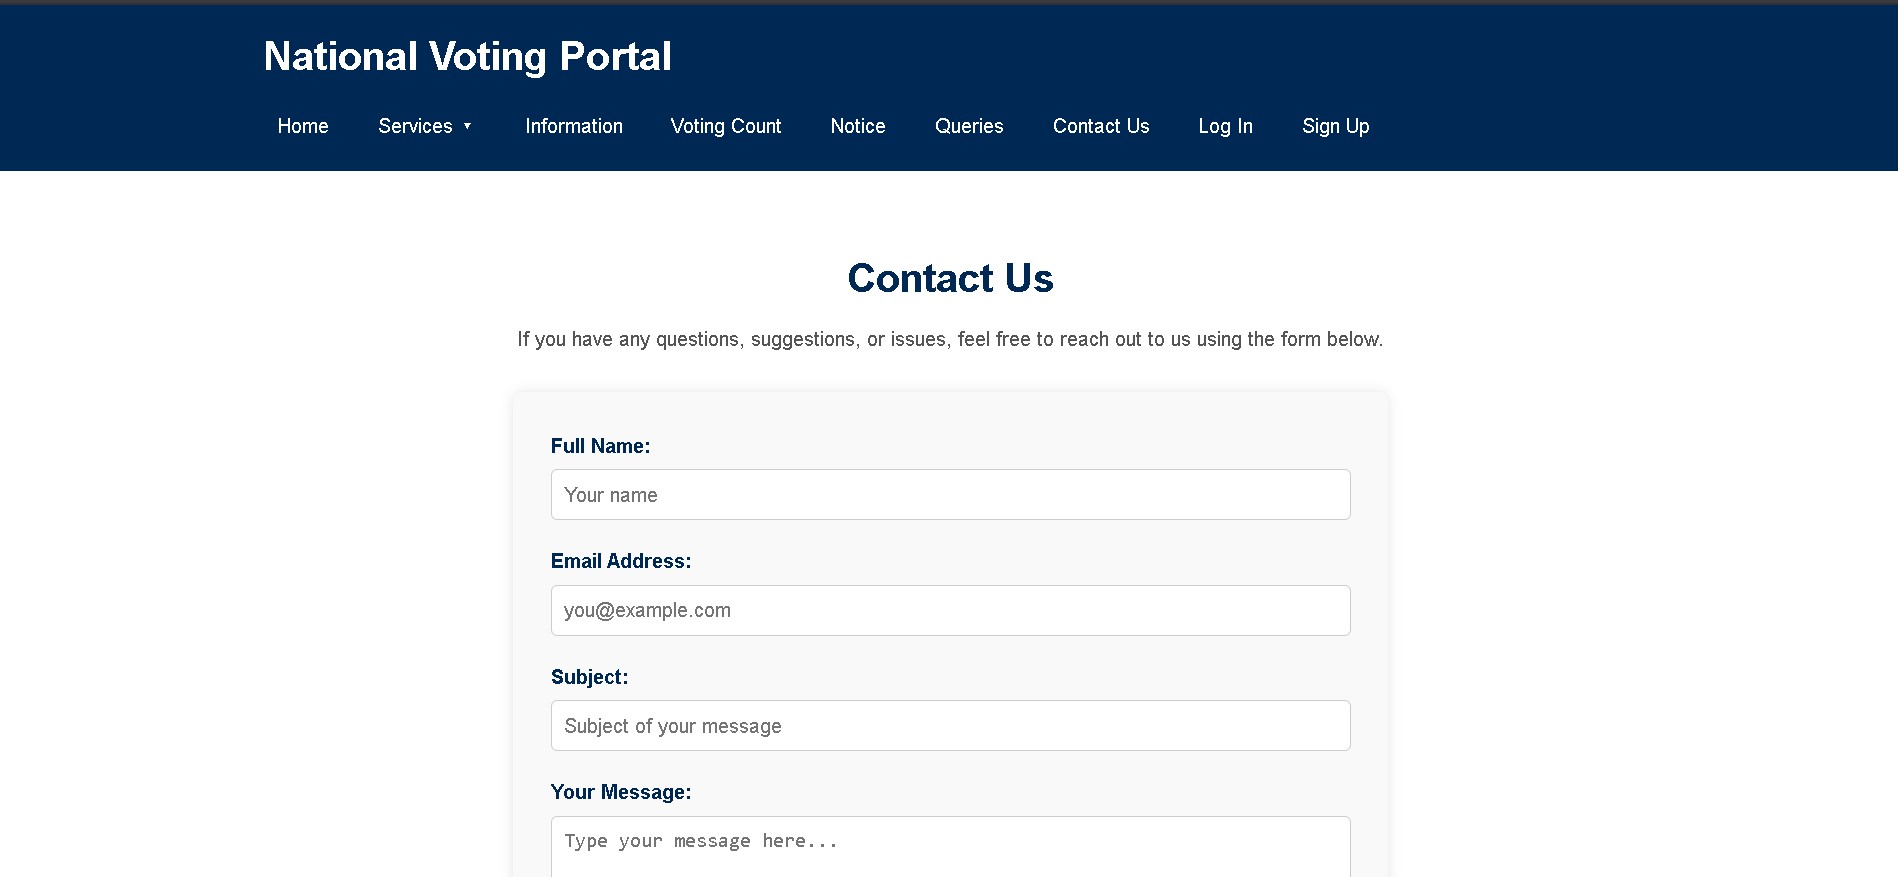 National Voting Portal
Home Services ▼ Information Voting Count Notice Queries Contact Us Log In Sign Up
Contact Us
If you have any questions, suggestions, or issues, feel free to reach out to us using the form below.
Full Name:
Your name
Email Address:
you@example.com
Subject:
Subject of your message
Your Message:
Type your message here...